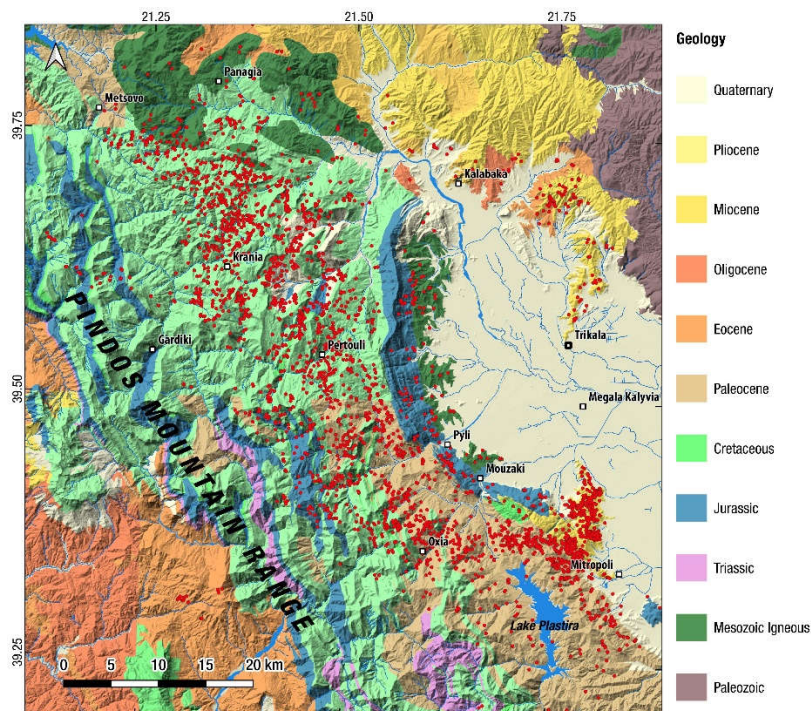 21.25
21.50
21.75
39.75
39.50
39.25
Panagia
Metsovo
Kalabaka
Krania
Gardiki
Pertouli
Trikala
Megala Kalyvia
Pyli
Mouzaki
Oxia
Mitropoli
Lake Plastira
PINDOS MOUNTAIN RANGE
0 5 10 15 20 km
Geology
Quaternary
Pliocene
Miocene
Oligocene
Eocene
Paleocene
Cretaceous
Jurassic
Triassic
Mesozoic Igneous
Paleozoic